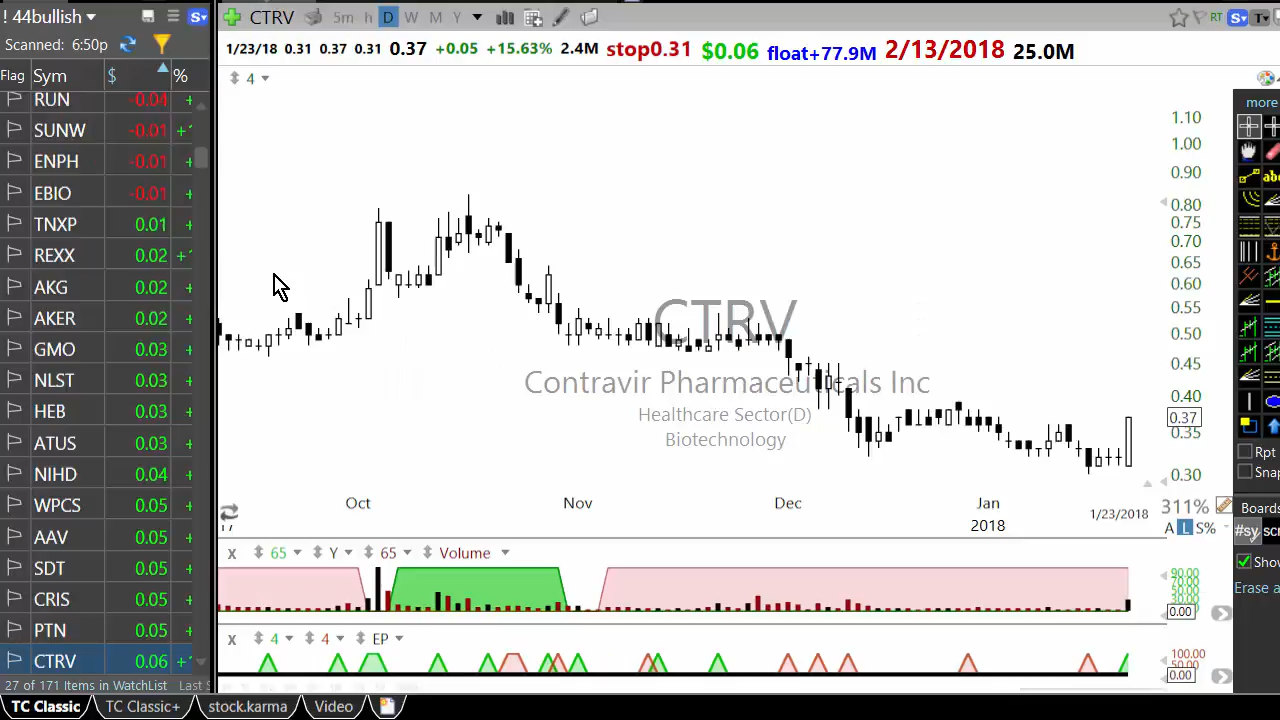 ! 44bullish
Scanned: 6:50p
Flag Sym $ %
RUN -0.04 +
SUNW -0.01 +
ENPH -0.01 +
EBIO -0.01 +
TNXP 0.01 +
REXX 0.02 +
AKG 0.02 +
AKER 0.02 +
GMO 0.03 +
NLST 0.03 +
HEB 0.03 +
ATUS 0.03 +
NIHD 0.04 +
WPCS 0.05 +
AAV 0.05 +
SDT 0.05 +
CRIS 0.05 +
PTN 0.05 +
CTRV 0.06 +
27 of 171 Items in WatchList Last S
CTRV 5m h D W M Y
RT S T
1/23/18 0.31 0.37 0.31 0.37 +0.05 +15.63% 2.4M stop0.31 $0.06 float+77.9M 2/13/2018 25.0M
4
more
1.10
1.00
0.90
0.80
0.75
0.70
0.65
0.60
0.55
0.50
0.45
0.40
0.37
0.35
0.30
CTRV
Contravir Pharmaceuticals Inc
Healthcare Sector(D)
Biotechnology
Oct Nov Dec Jan
17 2018 1/23/2018
311%
A L S%
Rpt
Snap
Boards
#sy scr
Show
Erase a
X 65 Y 65 Volume
90.00
0.00
X 4 4 EP
100.00
0.00
TC Classic TC Classic+ stock.karma Video